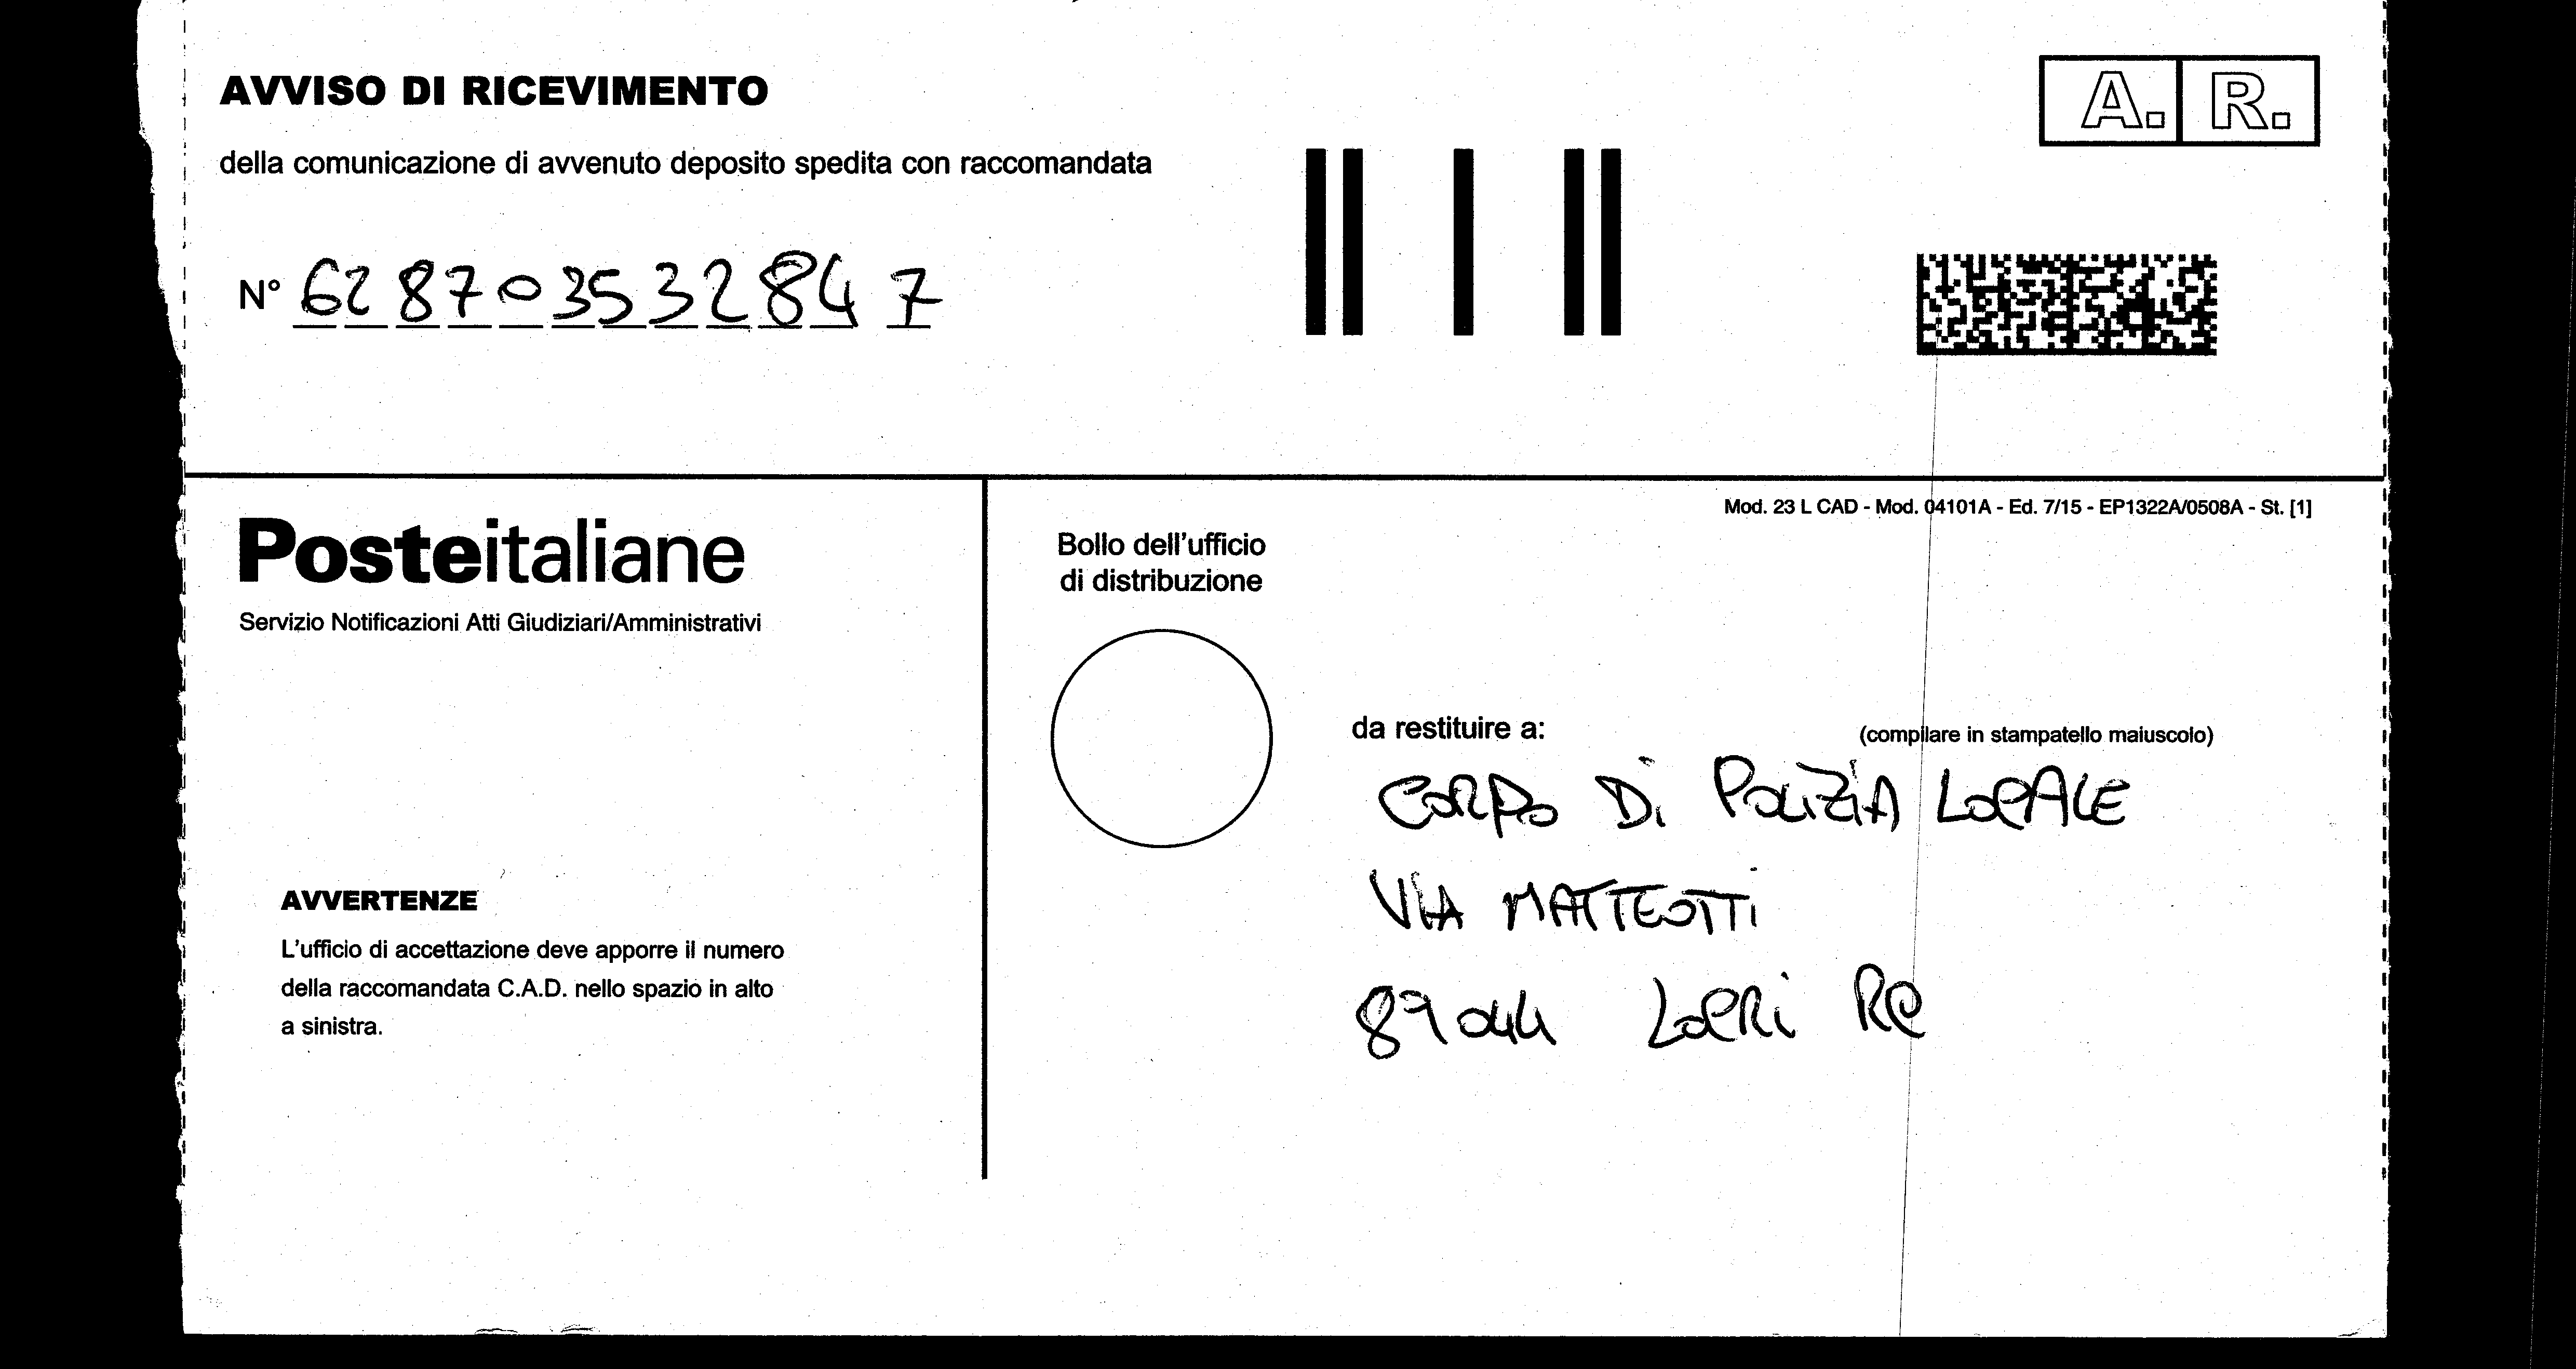 AVVISO DI RICEVIMENTO
A. R.
della comunicazione di avvenuto deposito spedita con raccomandata
N° 628703532847
Posteitaliane
Servizio Notificazioni Atti Giudiziari/Amministrativi
AVVERTENZE
L'ufficio di accettazione deve apporre il numero
della raccomandata C.A.D. nello spazio in alto
a sinistra.
Mod. 23 L CAD - Mod. 04101A - Ed. 7/15 - EP1322A/0508A - St. [1]
Bollo dell'ufficio
di distribuzione
da restituire a: (compilare in stampatello maiuscolo)
CORPO Di POLIZIA LOCALE
VIA MATTEOTTi
89044 LOCRi RC